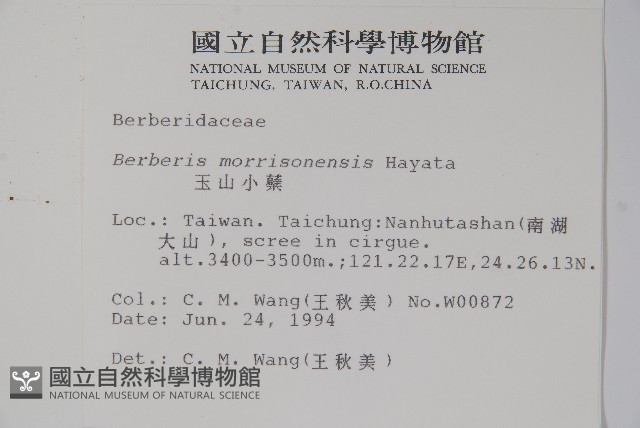 國立自然科學博物館
NATIONAL MUSEUM OF NATURAL SCIENCE
TAICHUNG, TAIWAN, R.O.CHINA
Berberidaceae
Berberis morrisonensis Hayata
玉山小蘗
Loc.: Taiwan. Taichung:Nanhutashan(南湖
大山), scree in cirgue.
alt.3400-3500m.;121.22.17E,24.26.13N.
Col.: C. M. Wang(王秋美) No.W00872
Date: Jun. 24, 1994
Det.: C. M. Wang(王秋美)
國立自然科學博物館
NATIONAL MUSEUM OF NATURAL SCIENCE